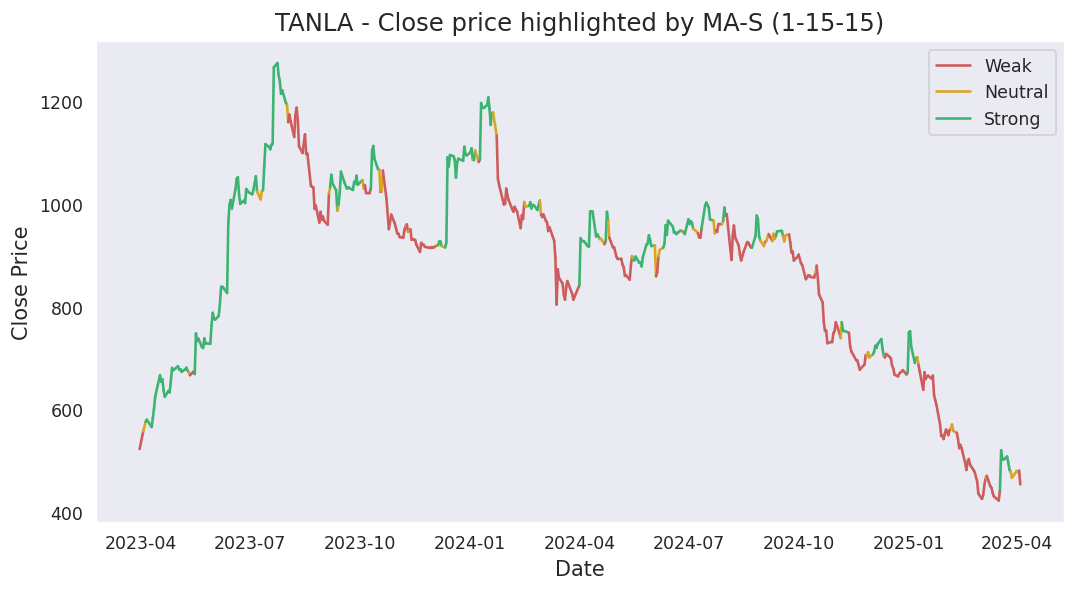 TANLA - Close price highlighted by MA-S (1-15-15)
Weak
Neutral
Strong
Close Price
1200
1000
800
600
400
2023-04 2023-07 2023-10 2024-01 2024-04 2024-07 2024-10 2025-01 2025-04
Date